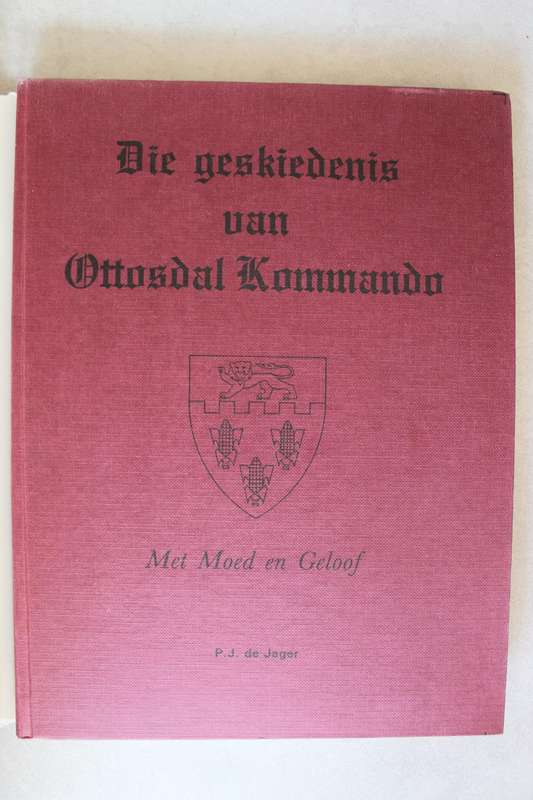 Die geskiedenis
van
Ottosdal Kommando
Met Moed en Geloof
P.J. de Jager